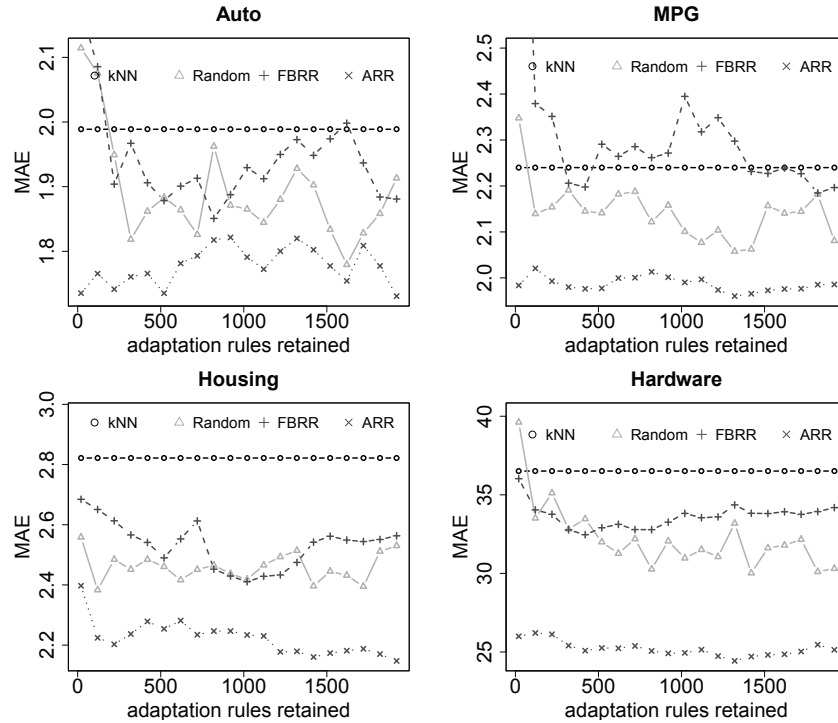 Auto
MAE
2.1
2.0
1.9
1.8
kNN Random FBRR ARR
0 500 1000 1500
adaptation rules retained
MPG
MAE
2.5
2.4
2.3
2.2
2.1
2.0
kNN Random FBRR ARR
0 500 1000 1500
adaptation rules retained
Housing
MAE
3.0
2.8
2.6
2.4
2.2
kNN Random FBRR ARR
0 500 1000 1500
adaptation rules retained
Hardware
MAE
40
35
30
25
kNN Random FBRR ARR
0 500 1000 1500
adaptation rules retained